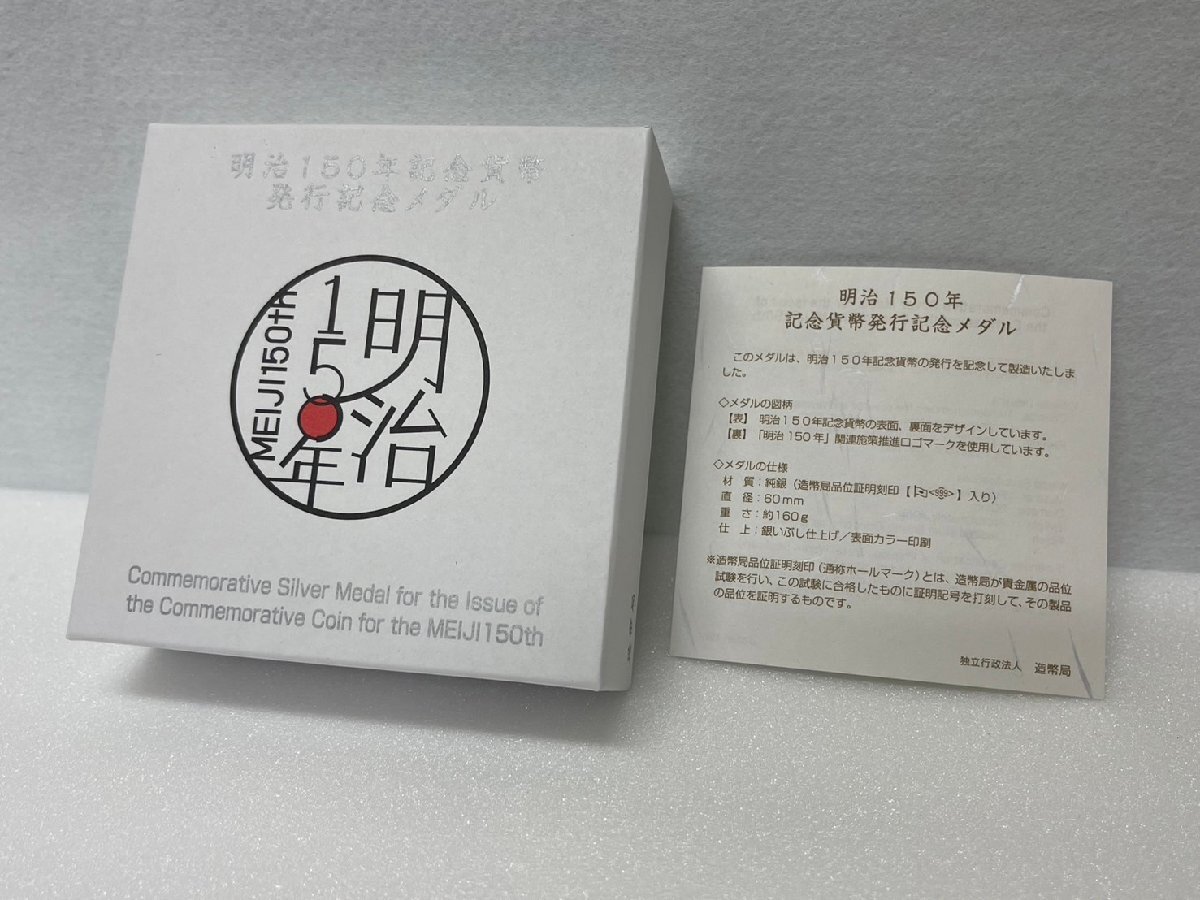 明治150年記念貨幣
発行記念メダル
明治
150年
MEIJI150th
Commemorative Silver Medal for the Issue of
the Commemorative Coin for the MEIJI150th
明治150年
記念貨幣発行記念メダル
このメダルは、明治150年記念貨幣の発行を記念して製造いたしま
した。
◇メダルの図柄
【表】 明治150年記念貨幣の表面、裏面をデザインしています。
【裏】「明治150年」関連施策推進ロゴマークを使用しています。
◇メダルの仕様
材 質:純銀(造幣局品位証明刻印【 】入り)
直 径:60mm
重 さ:約160g
仕 上:銀いぶし仕上げ/表面カラー印刷
※造幣局品位証明刻印(通称ホールマーク)とは、造幣局が貴金属の品位
試験を行い、この試験に合格したものに証明記号を打刻して、その製品
の品位を証明するものです。
独立行政法人 造幣局